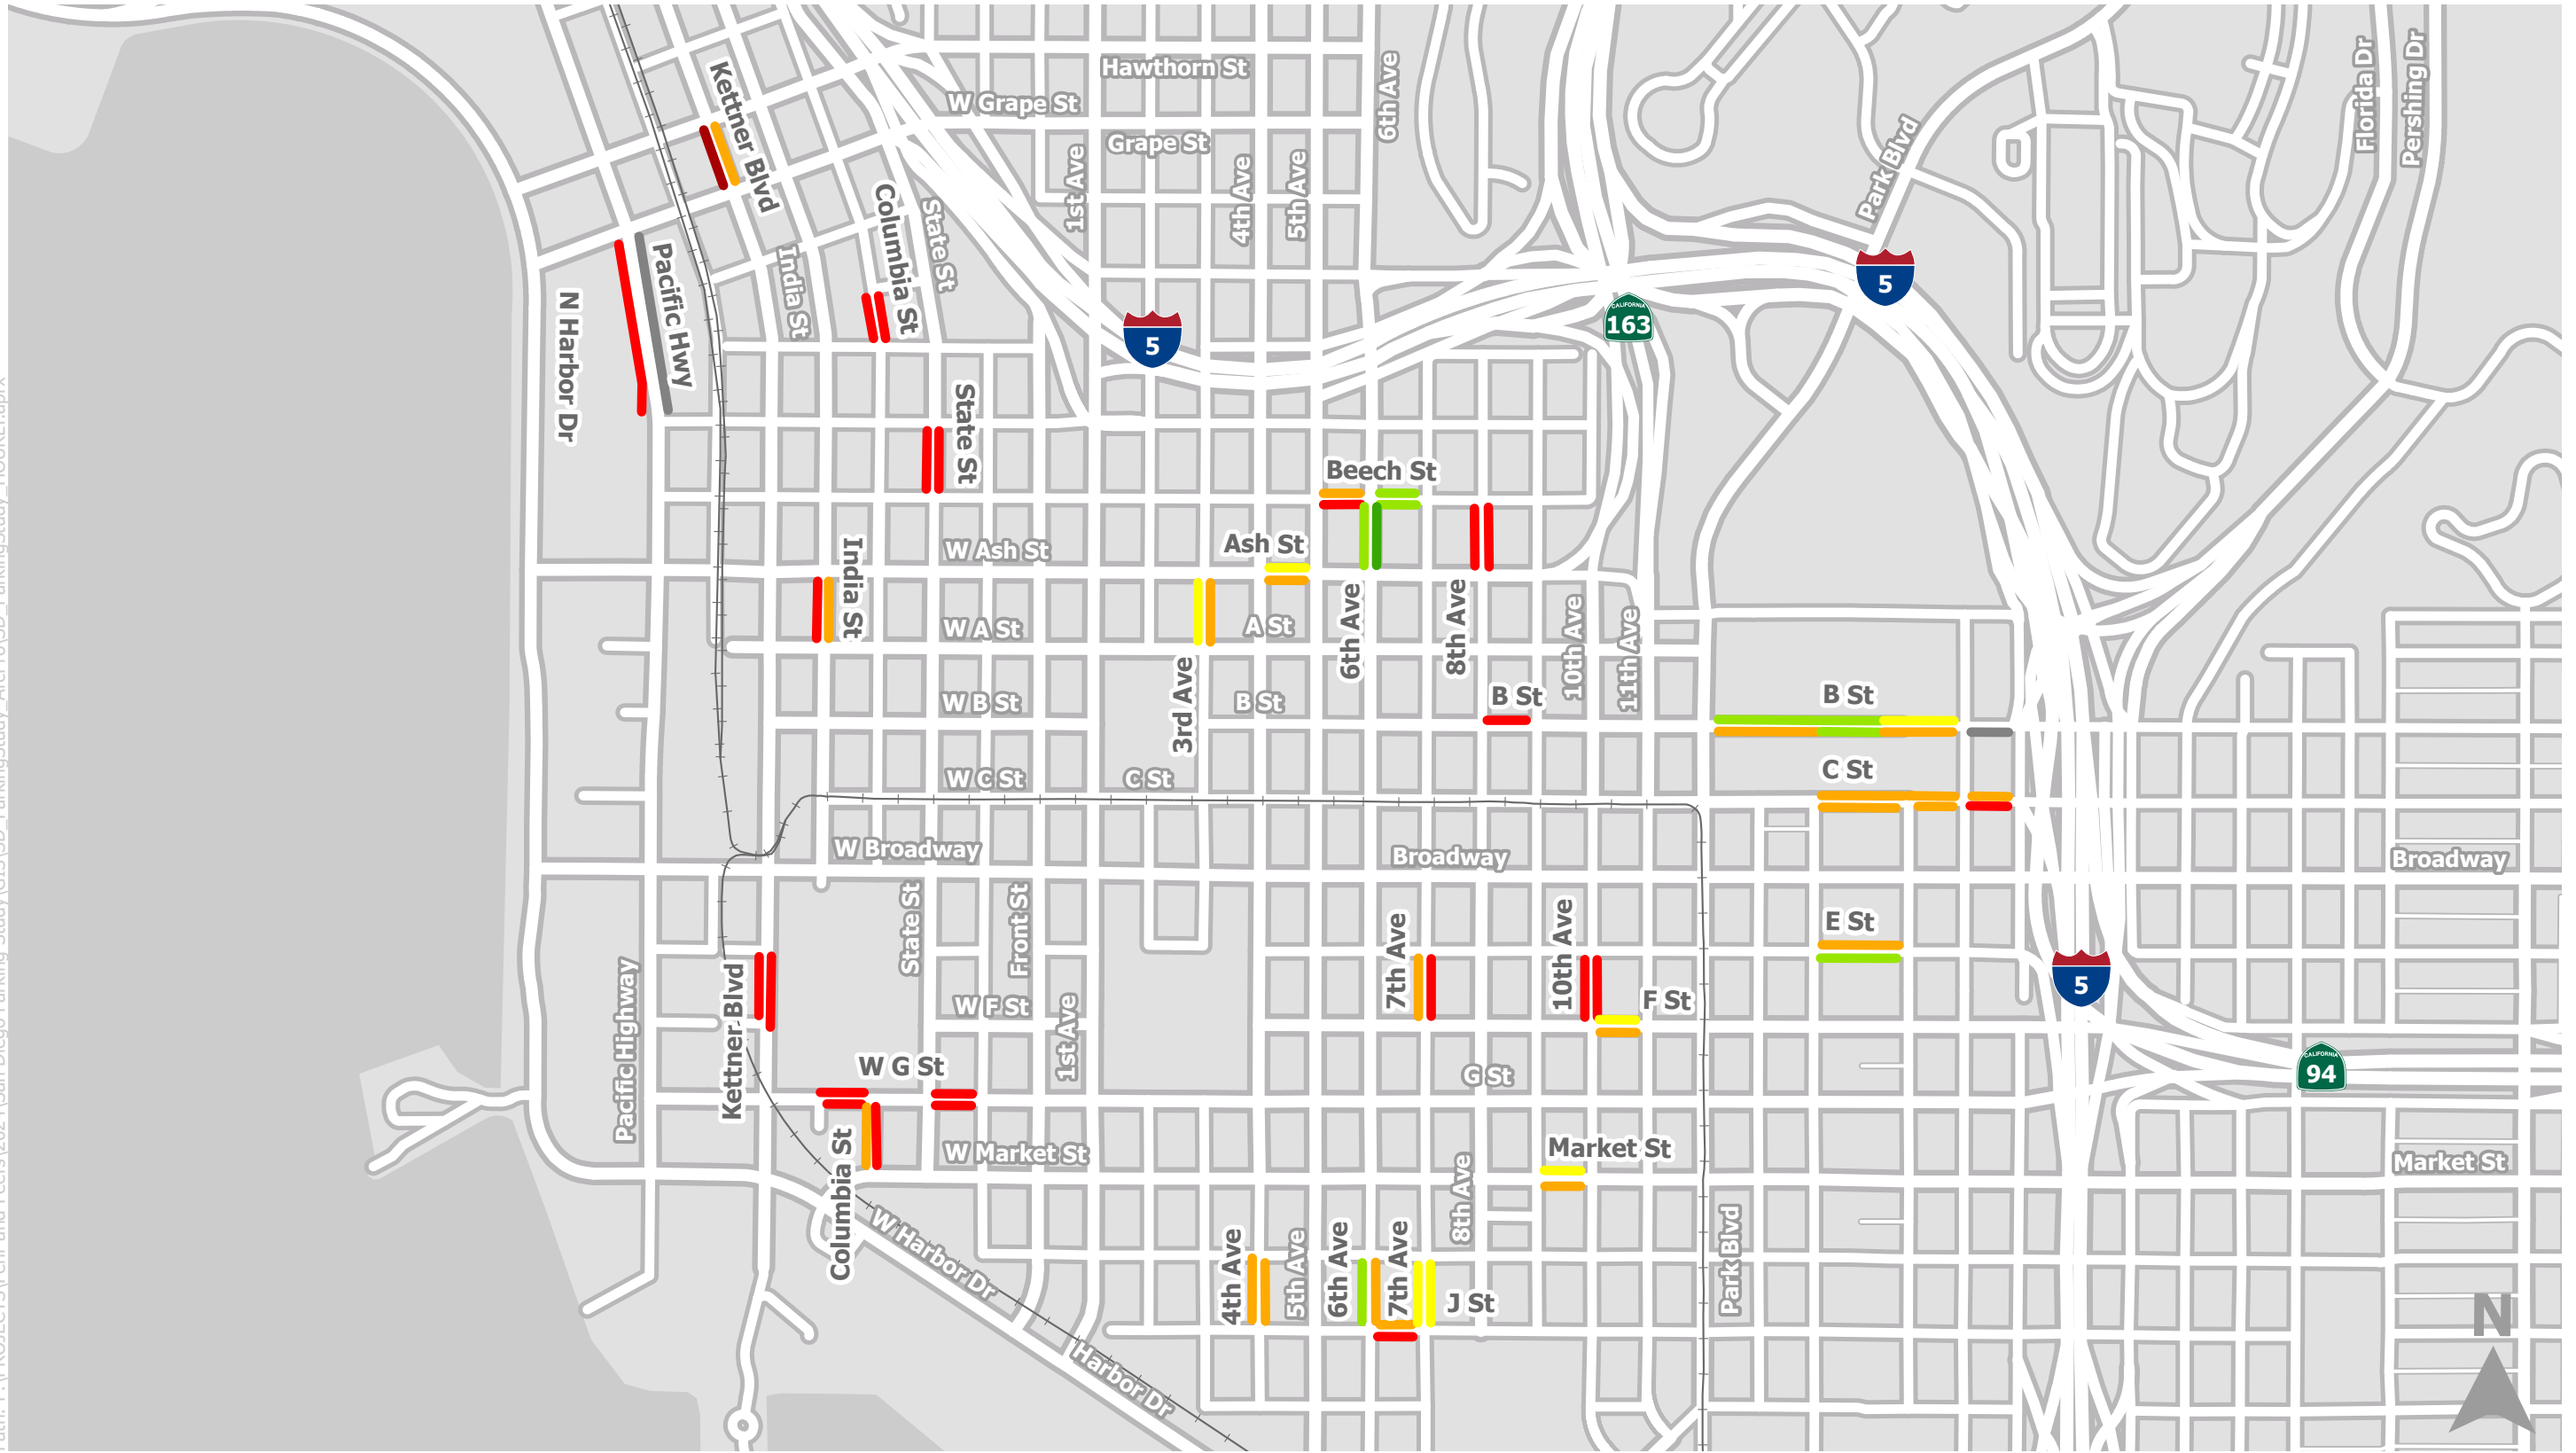 Hawthorn St
W Grape St
Grape St
6th Ave
Kettner Blvd
Florida Dr
Pershing Dr
Park Blvd
1st Ave
4th Ave
5th Ave
Columbia St
State St
India St
Pacific Hwy
N Harbor Dr
5
CALIFORNIA
163
5
State St
Beech St
Ash St
W Ash St
India St
W A St
A St
6th Ave
8th Ave
10th Ave
11th Ave
3rd Ave
W B St
B St
B St
B St
W C St
C St
C St
W Broadway
Broadway
Broadway
State St
Front St
7th Ave
10th Ave
E St
5
Pacific Highway
Kettner Blvd
W F St
F St
1st Ave
W G St
G St
CALIFORNIA
94
Columbia St
W Market St
Market St
Market St
8th Ave
W Harbor Dr
4th Ave
5th Ave
6th Ave
7th Ave
J St
Park Blvd
Harbor Dr
N